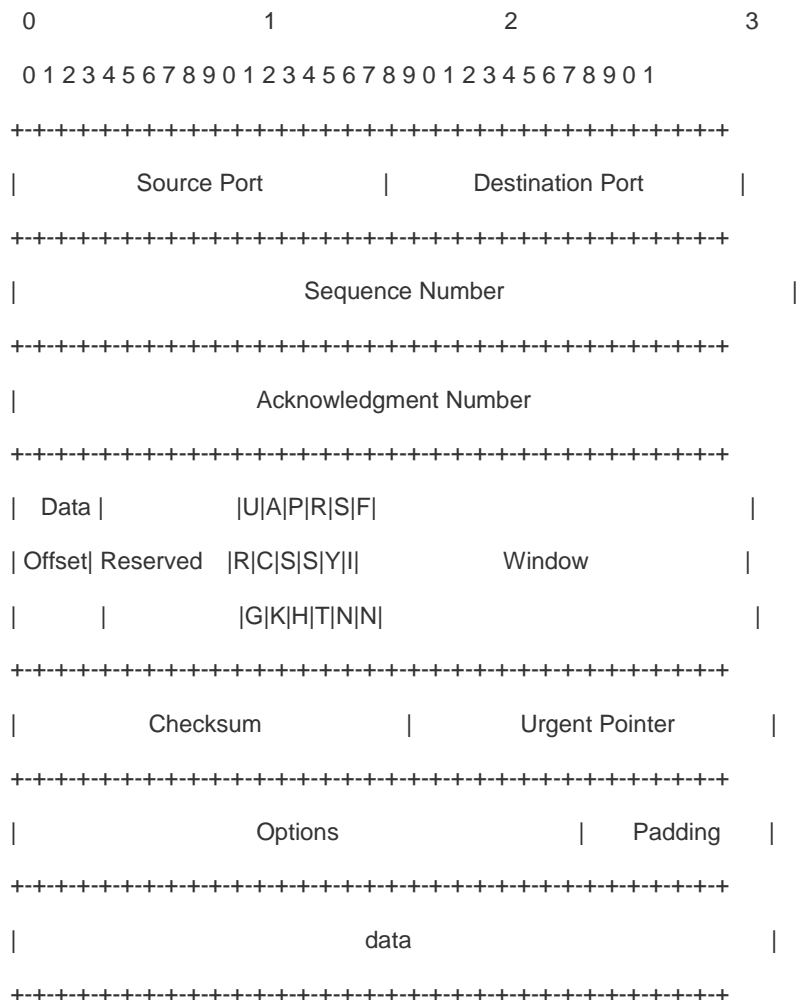 0 1 2 3
0 1 2 3 4 5 6 7 8 9 0 1 2 3 4 5 6 7 8 9 0 1 2 3 4 5 6 7 8 9 0 1
+-+-+-+-+-+-+-+-+-+-+-+-+-+-+-+-+-+-+-+-+-+-+-+-+-+-+-+-+-+-+-+-+
| Source Port | Destination Port |
+-+-+-+-+-+-+-+-+-+-+-+-+-+-+-+-+-+-+-+-+-+-+-+-+-+-+-+-+-+-+-+-+
| Sequence Number |
+-+-+-+-+-+-+-+-+-+-+-+-+-+-+-+-+-+-+-+-+-+-+-+-+-+-+-+-+-+-+-+-+
| Acknowledgment Number
+-+-+-+-+-+-+-+-+-+-+-+-+-+-+-+-+-+-+-+-+-+-+-+-+-+-+-+-+-+-+-+-+
| Data | |U|A|P|R|S|F| |
| Offset| Reserved |R|C|S|S|Y|I| Window |
| | |G|K|H|T|N|N| |
+-+-+-+-+-+-+-+-+-+-+-+-+-+-+-+-+-+-+-+-+-+-+-+-+-+-+-+-+-+-+-+-+
| Checksum | Urgent Pointer |
+-+-+-+-+-+-+-+-+-+-+-+-+-+-+-+-+-+-+-+-+-+-+-+-+-+-+-+-+-+-+-+-+
| Options | Padding |
+-+-+-+-+-+-+-+-+-+-+-+-+-+-+-+-+-+-+-+-+-+-+-+-+-+-+-+-+-+-+-+-+
| data |
+-+-+-+-+-+-+-+-+-+-+-+-+-+-+-+-+-+-+-+-+-+-+-+-+-+-+-+-+-+-+-+-+